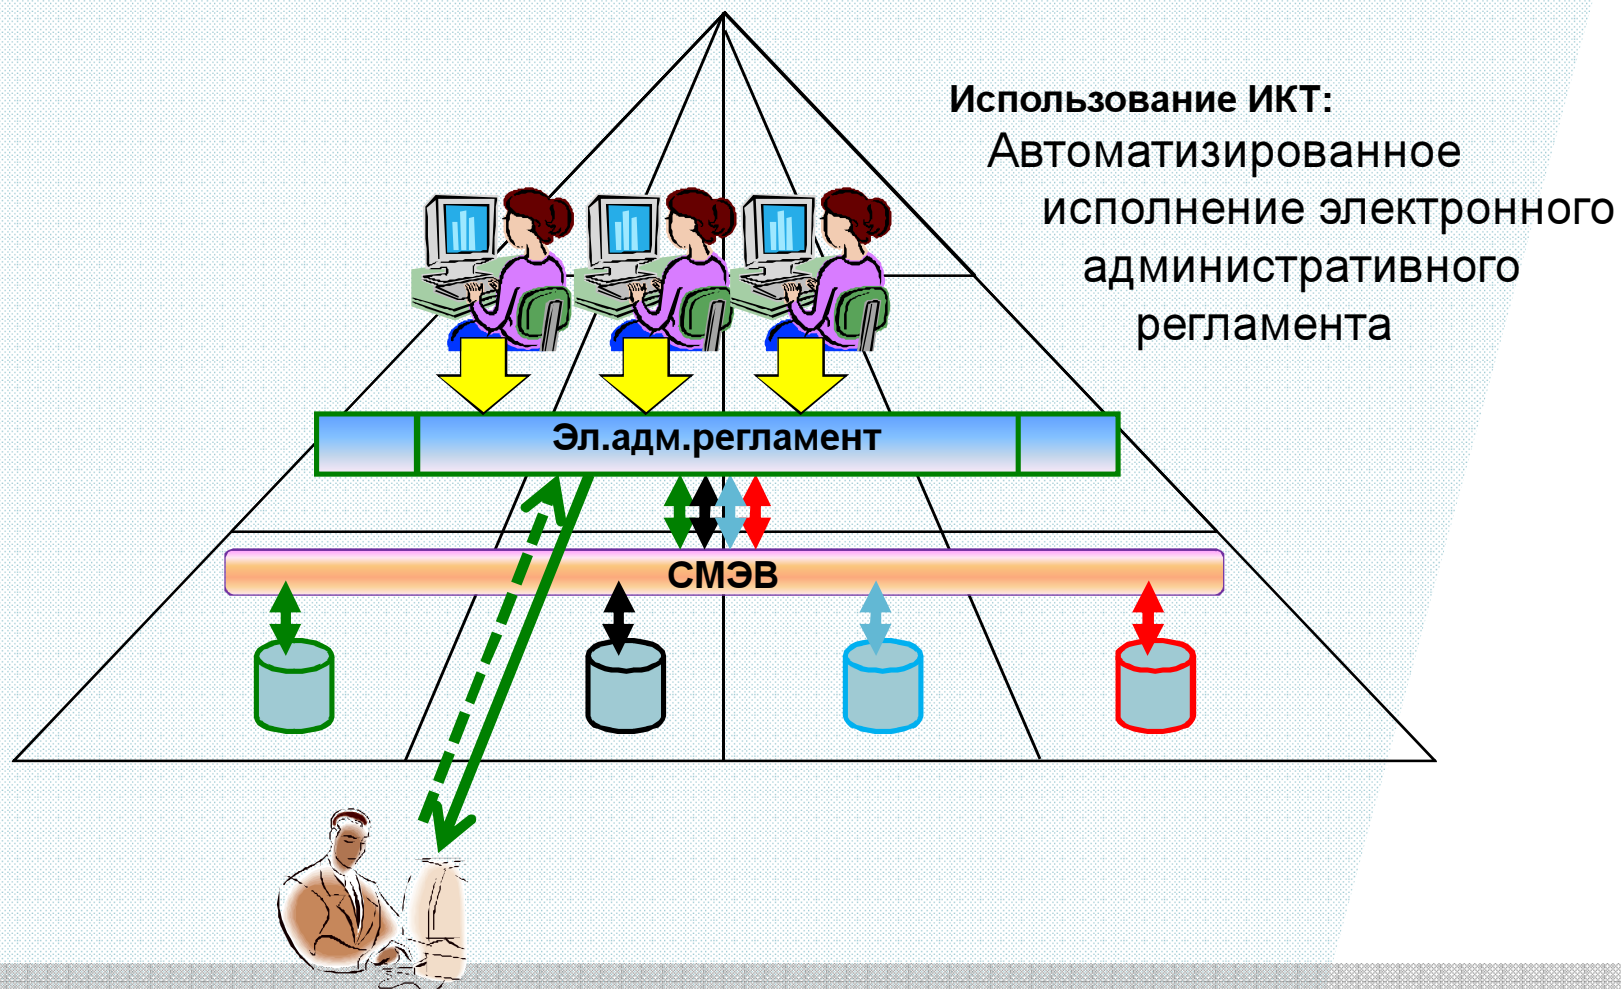 Использование ИКТ:
Автоматизированное
исполнение электронного
административного
регламента
Эл.адм.регламент
СМЭВ